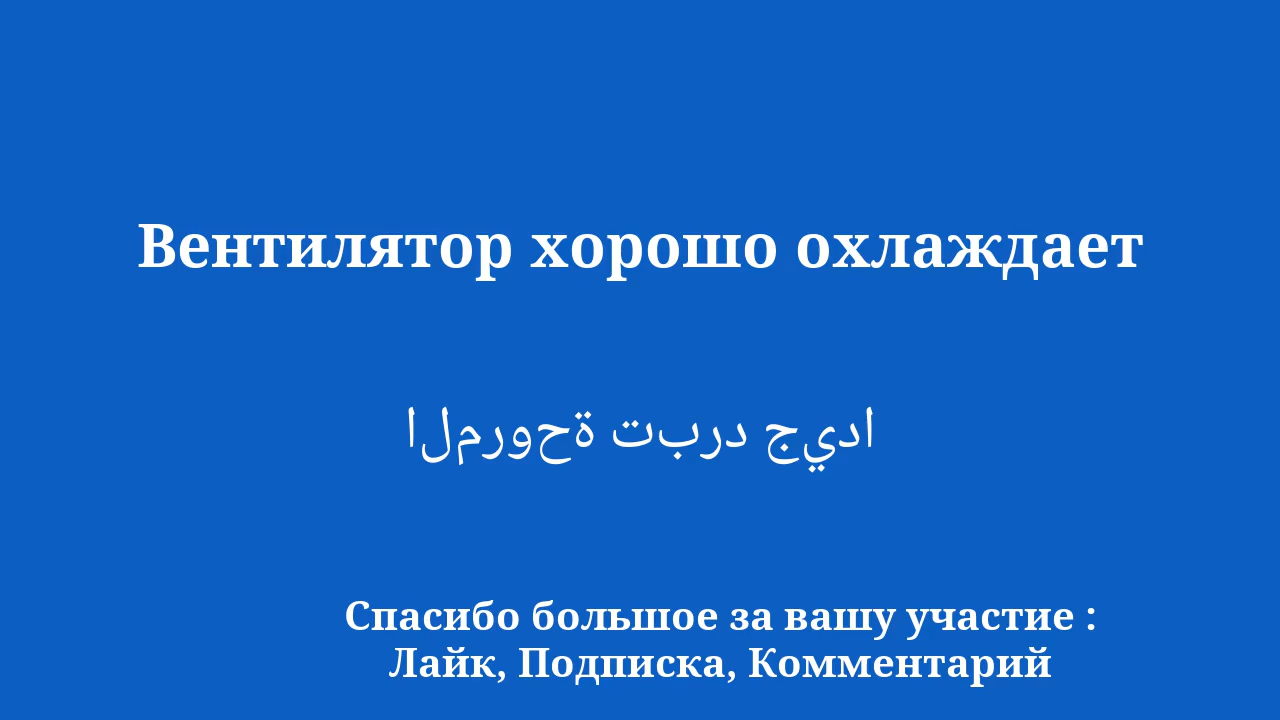 Вентилятор хорошо охлаждает
المروحة تبرد جيدا
Спасибо большое за вашу участие :
Лайк, Подписка, Комментарий